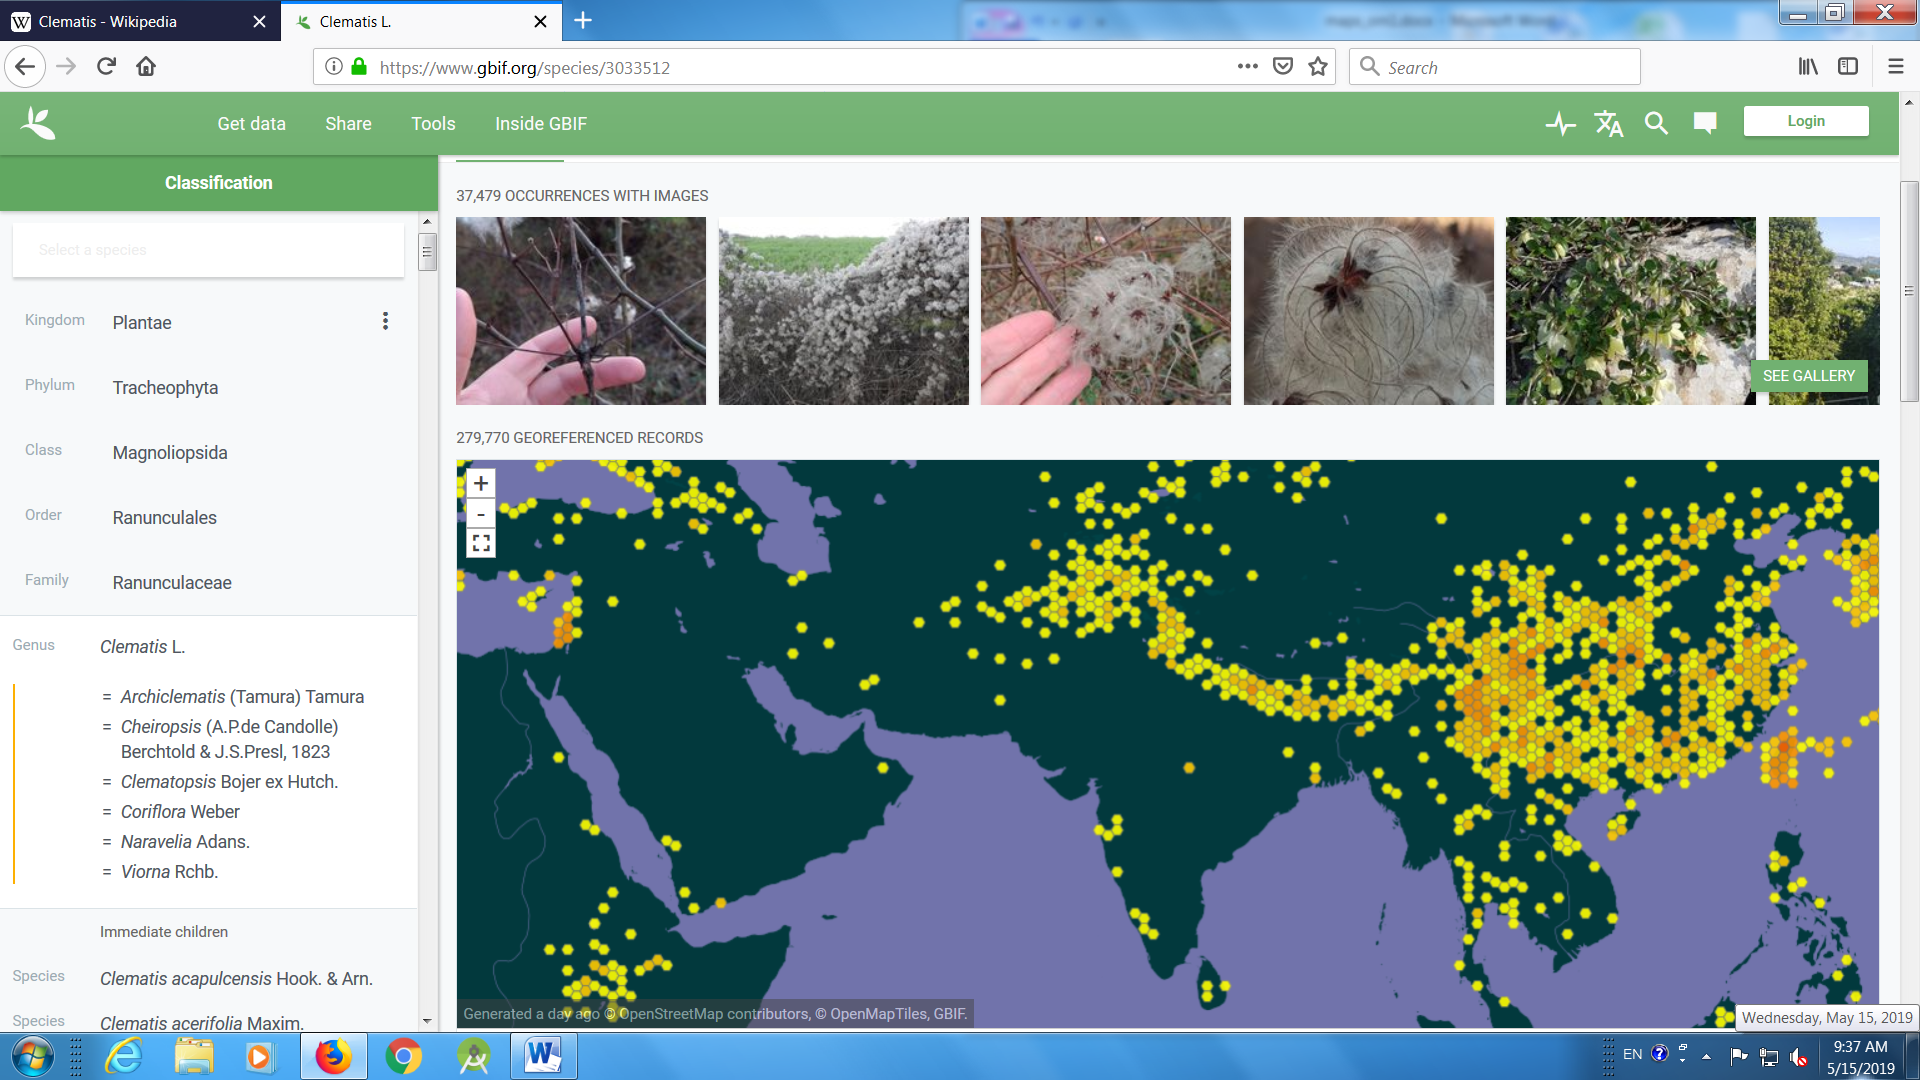 Clematis - Wikipedia
Clematis L.
https://www.gbif.org/species/3033512
Search
Get data
Share
Tools
Inside GBIF
Login
Classification
Select a species
Kingdom Plantae
Phylum Tracheophyta
Class Magnoliopsida
Order Ranunculales
Family Ranunculaceae
Genus Clematis L.
= Archiclematis (Tamura) Tamura
= Cheiropsis (A.P.de Candolle)
Berchtold & J.S.Presl, 1823
= Clematopsis Bojer ex Hutch.
= Coriflora Weber
= Naravelia Adans.
= Viorna Rchb.
Immediate children
Species Clematis acapulcensis Hook. & Arn.
Species Clematis acerifolia Maxim.
37,479 OCCURRENCES WITH IMAGES
SEE GALLERY
279,770 GEOREFERENCED RECORDS
+
-
Generated a day ago © OpenStreetMap contributors, © OpenMapTiles, GBIF.
Wednesday, May 15, 2019
EN
9:37 AM
5/15/2019